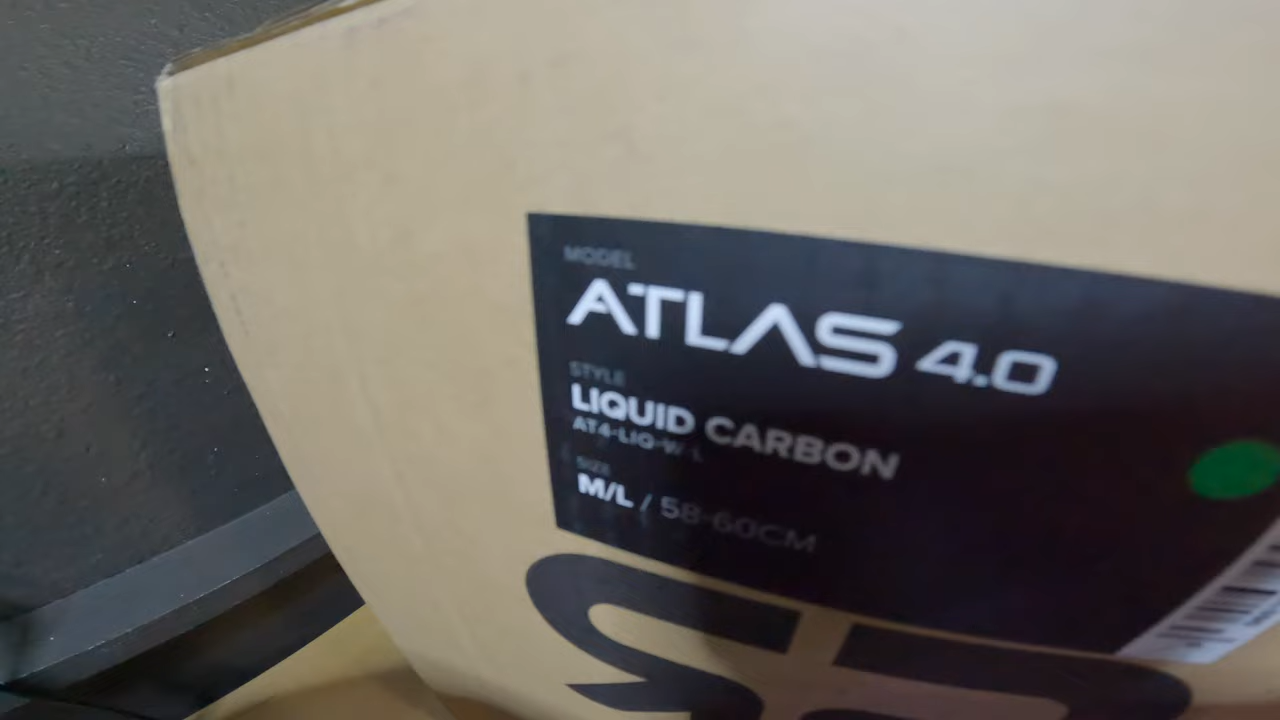 MODEL
ATLAS 4.0
STYLE
LIQUID CARBON
AT4-LIQ-W-L
SIZE
M/L / 58-60CM